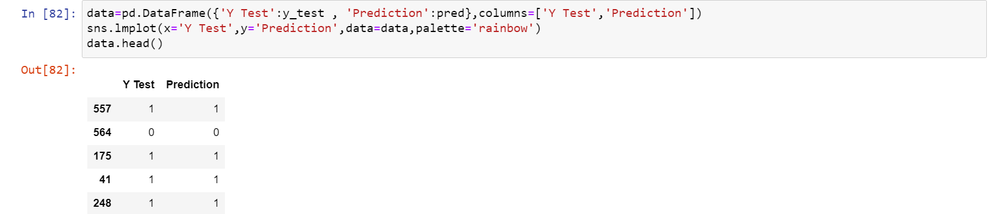 In [82]: data=pd.DataFrame({'Y Test':y_test , 'Prediction':pred},columns=['Y Test','Prediction'])
sns.lmplot(x='Y Test',y='Prediction',data=data,palette='rainbow')
data.head()
Out[82]:
Y Test Prediction
557 1 1
564 0 0
175 1 1
41 1 1
248 1 1